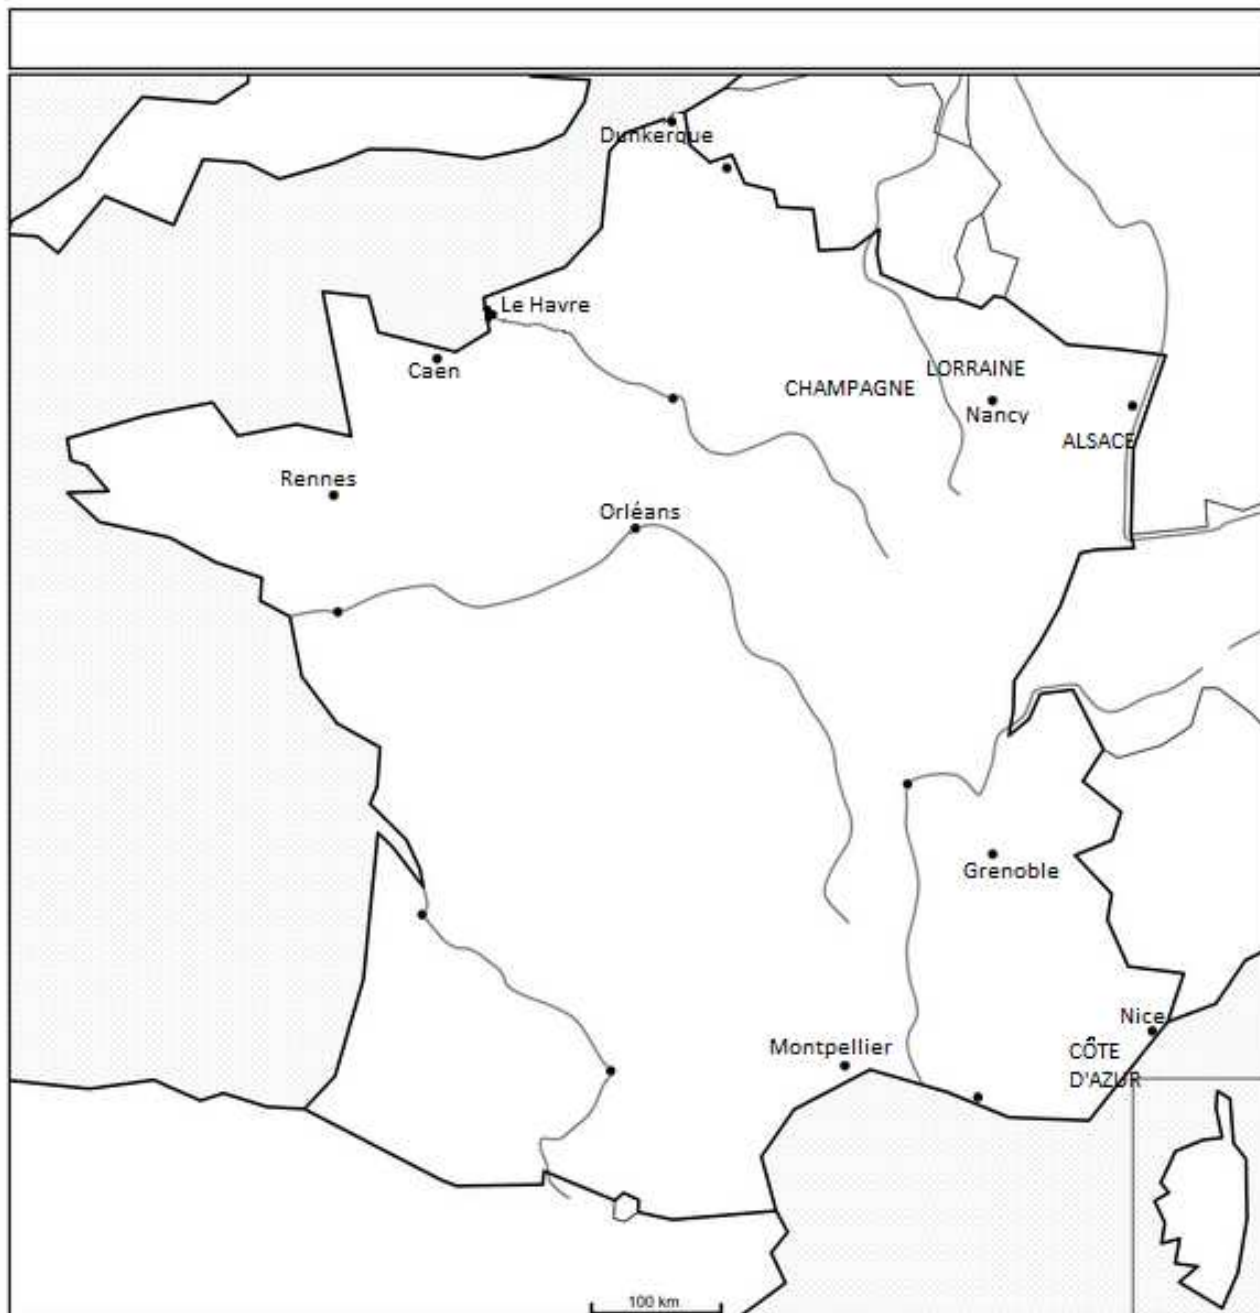 Dunkerque
Le Havre
Caen
LORRAINE
CHAMPAGNE
Nancy
ALSACE
Rennes
Orléans
Grenoble
Nice
Montpellier
CÔTE
D'AZUR
100 km